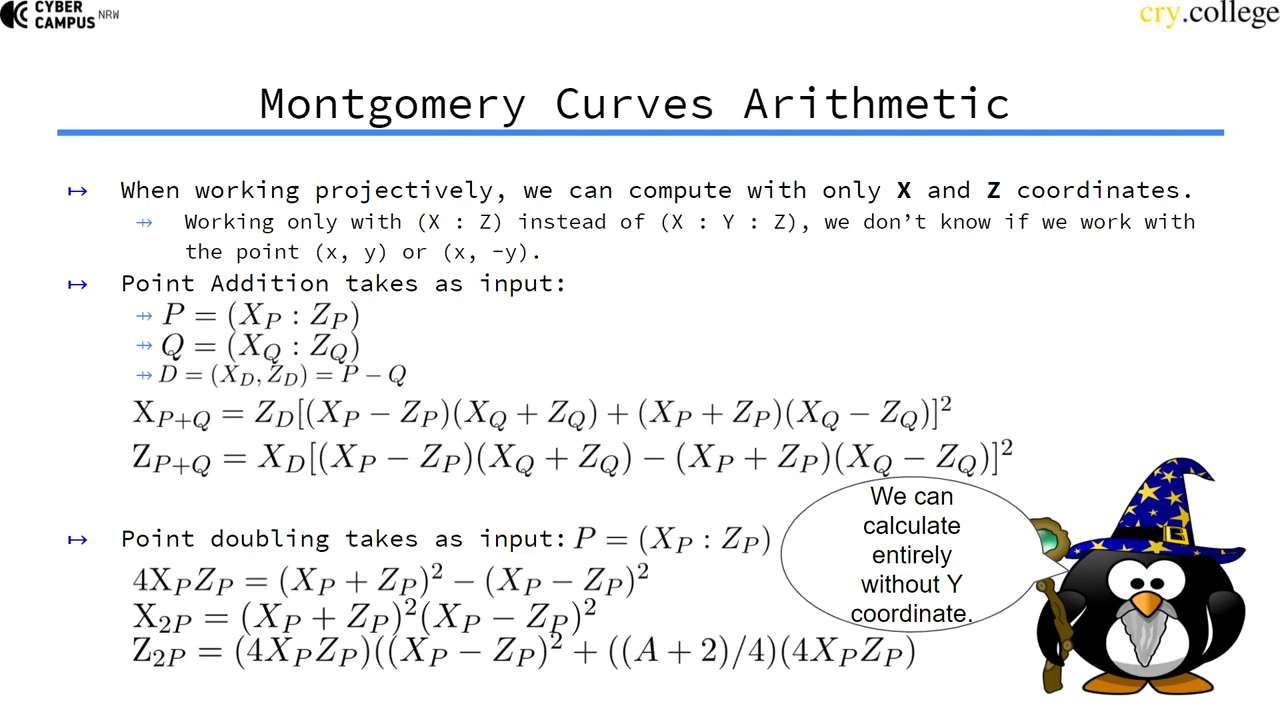 CYBER
CAMPUS NRW
cry.college
Montgomery Curves Arithmetic
↦ When working projectively, we can compute with only X and Z coordinates.
⇸ Working only with (X : Z) instead of (X : Y : Z), we don’t know if we work with
the point (x, y) or (x, -y).
↦ Point Addition takes as input:
⇸ P = (X_P : Z_P)
⇸ Q = (X_Q : Z_Q)
⇸ D = (X_D, Z_D) = P − Q
X_{P+Q} = Z_D[(X_P − Z_P)(X_Q + Z_Q) + (X_P + Z_P)(X_Q − Z_Q)]^2
Z_{P+Q} = X_D[(X_P − Z_P)(X_Q + Z_Q) − (X_P + Z_P)(X_Q − Z_Q)]^2
↦ Point doubling takes as input: P = (X_P : Z_P)
4X_PZ_P = (X_P + Z_P)^2 − (X_P − Z_P)^2
X_{2P} = (X_P + Z_P)^2(X_P − Z_P)^2
Z_{2P} = (4X_PZ_P)((X_P − Z_P)^2 + ((A + 2)/4)(4X_PZ_P)
We can
calculate
entirely
without Y
coordinate.